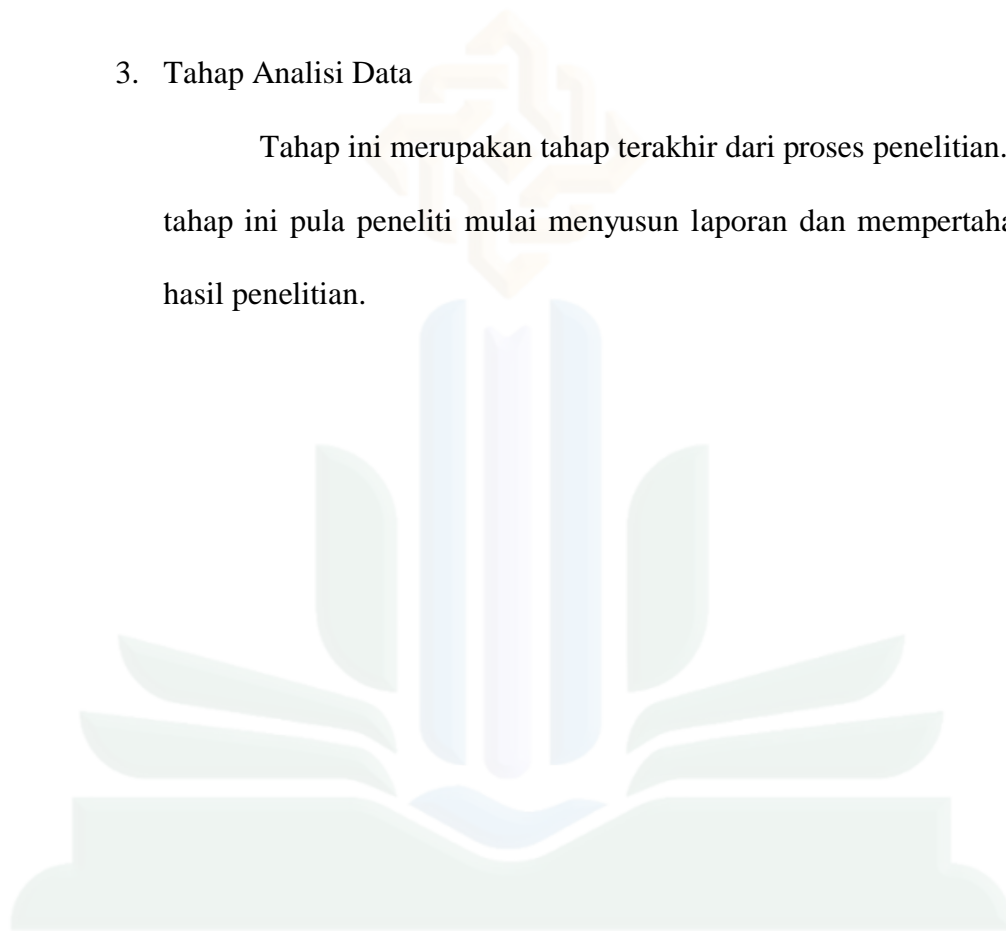 3. Tahap Analisi Data
Tahap ini merupakan tahap terakhir dari proses penelitian.
tahap ini pula peneliti mulai menyusun laporan dan mempertaha
hasil penelitian.